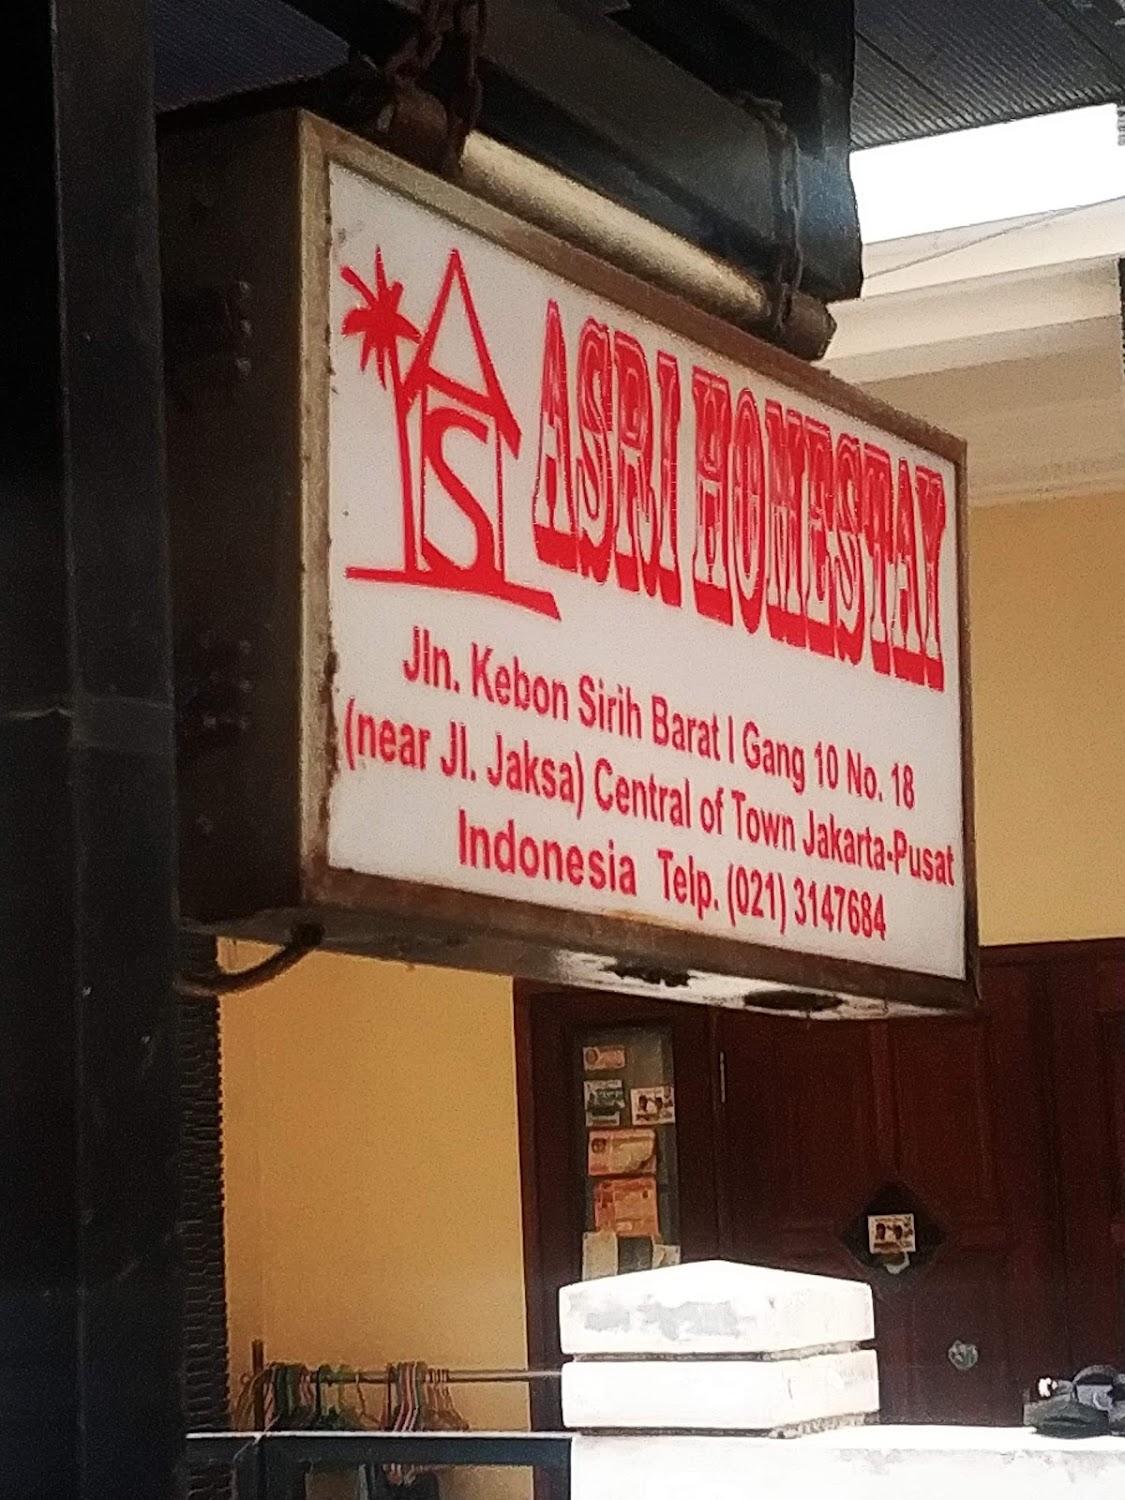 AS
ASRI HOMESTAY
Jln. Kebon Sirih Barat I Gang 10 No. 18
(near Jl. Jaksa) Central of Town Jakarta-Pusat
Indonesia Telp. (021) 3147684